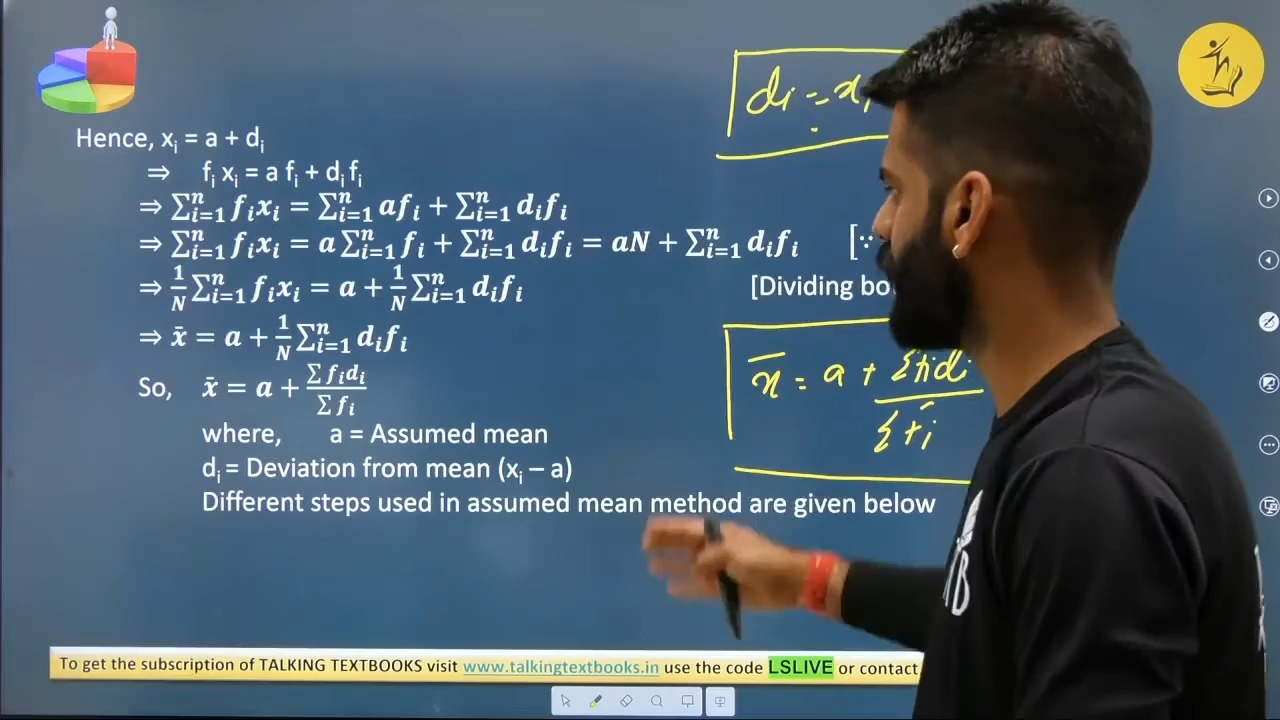 di = x
Hence, xᵢ = a + dᵢ
⇒ fᵢ xᵢ = a fᵢ + dᵢ fᵢ
⇒ ∑ⁿᵢ₌₁ fᵢxᵢ = ∑ⁿᵢ₌₁ afᵢ + ∑ⁿᵢ₌₁ dᵢfᵢ
⇒ ∑ⁿᵢ₌₁ fᵢxᵢ = a ∑ⁿᵢ₌₁ fᵢ + ∑ⁿᵢ₌₁ dᵢfᵢ = aN + ∑ⁿᵢ₌₁ dᵢfᵢ [∵
⇒ 1/N ∑ⁿᵢ₌₁ fᵢxᵢ = a + 1/N ∑ⁿᵢ₌₁ dᵢfᵢ [Dividing
⇒ x̄ = a + 1/N ∑ⁿᵢ₌₁ dᵢfᵢ
So, x̄ = a + ∑ fᵢdᵢ / ∑ fᵢ
x̄ = a + Σfidi / Σfi
where, a = Assumed mean
dᵢ = Deviation from mean (xᵢ – a)
Different steps used in assumed mean method are given below
To get the subscription of TALKING TEXTBOOKS visit www.talkingtextbooks.in use the code LSLIVE or contact